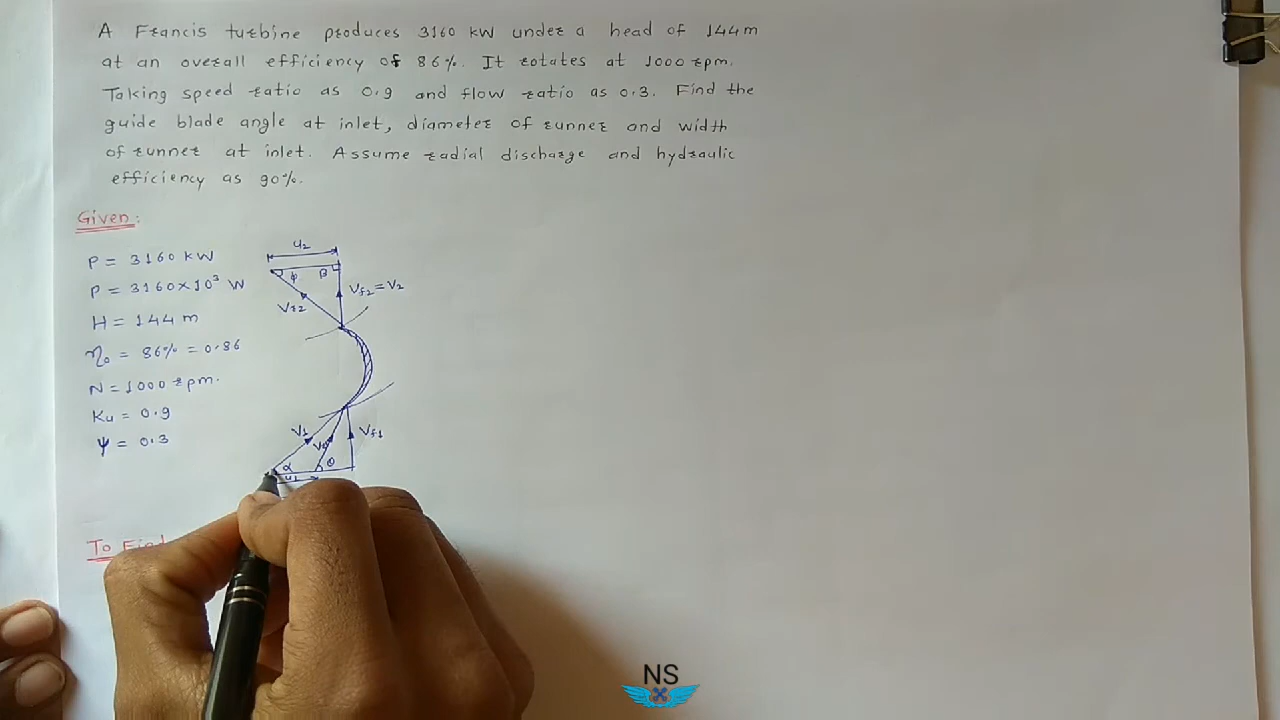 A Francis turbine produces 3160 kW under a head of 144 m
at an overall efficiency of 86%. It rotates at 1000 rpm.
Taking speed ratio as 0.9 and flow ratio as 0.3. Find the
guide blade angle at inlet, diameter of runner and width
of runner at inlet. Assume radial discharge and hydraulic
efficiency as 90%.
Given:
P = 3160 kW
P = 3160×10³ W
H = 144 m
η₀ = 86% = 0.86
N = 1000 rpm.
Ku = 0.9
ψ = 0.3
u₂
φ β
Vr2
Vf2 = V₂
V₁
Vf1
α θ
u₁
To Find
NS